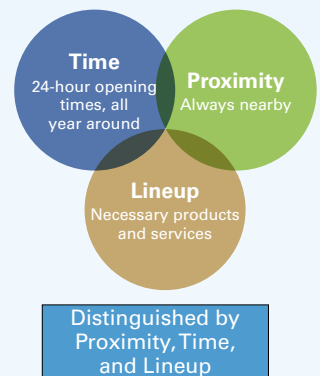 Time
24-hour opening
times, all
year around
Proximity
Always nearby
Lineup
Necessary products
and services
Distinguished by
Proximity, Time,
and Lineup